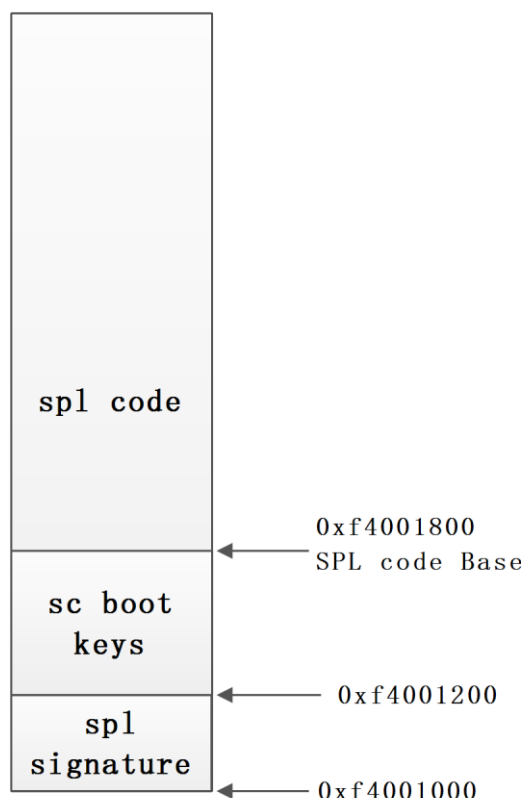 spl code
0xf4001800
SPL code Base
sc boot
keys
0xf4001200
spl
signature
0xf4001000